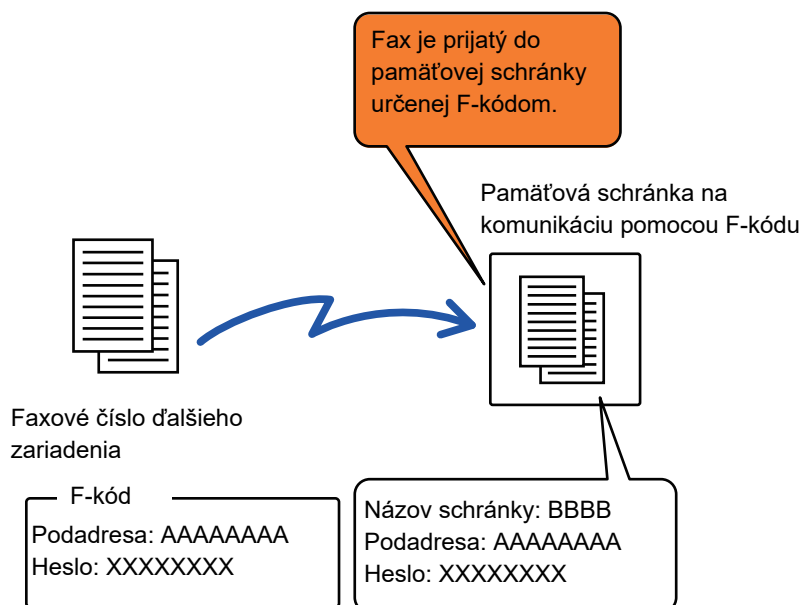 Fax je prijatý do
pamäťovej schránky
určenej F-kódom.
Pamäťová schránka na
komunikáciu pomocou F-kódu
Faxové číslo ďalšieho
zariadenia
F-kód
Podadresa: AAAAAAAA
Heslo: XXXXXXXX
Názov schránky: BBBB
Podadresa: AAAAAAAA
Heslo: XXXXXXXX